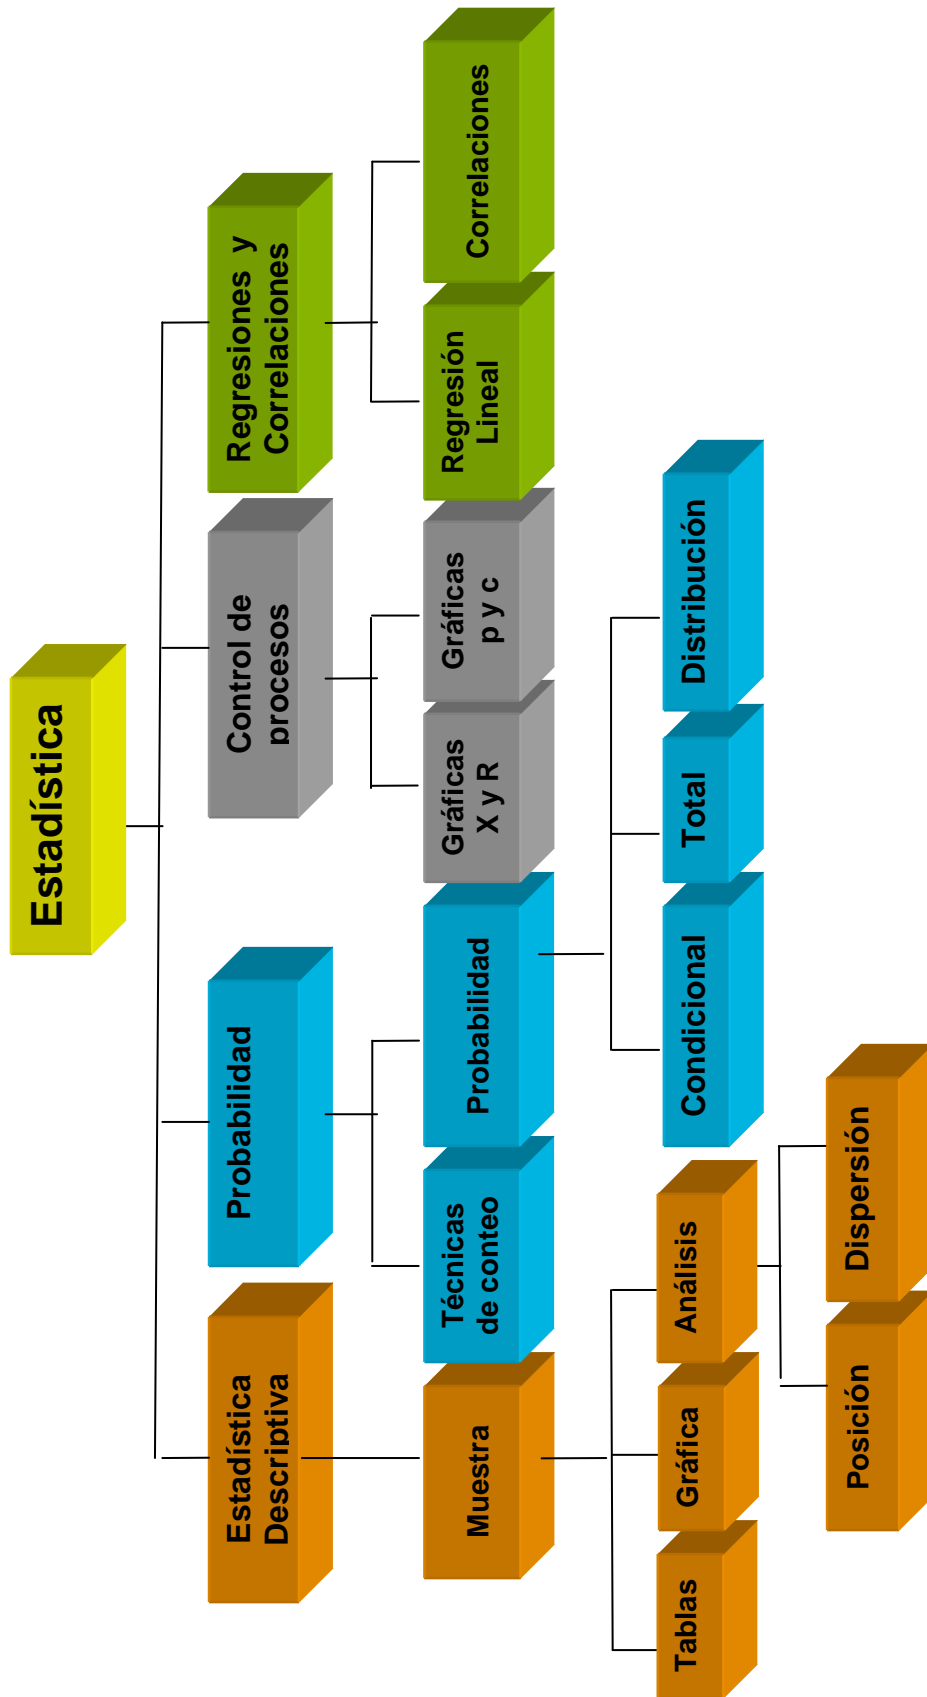 Estadística
Estadística
Descriptiva
Probabilidad
Control de
procesos
Regresiones y
Correlaciones
Muestra
Técnicas
de conteo
Probabilidad
Gráficas
X y R
Gráficas
p y c
Regresión
Lineal
Correlaciones
Tablas
Gráfica
Análisis
Condicional
Total
Distribución
Posición
Dispersión